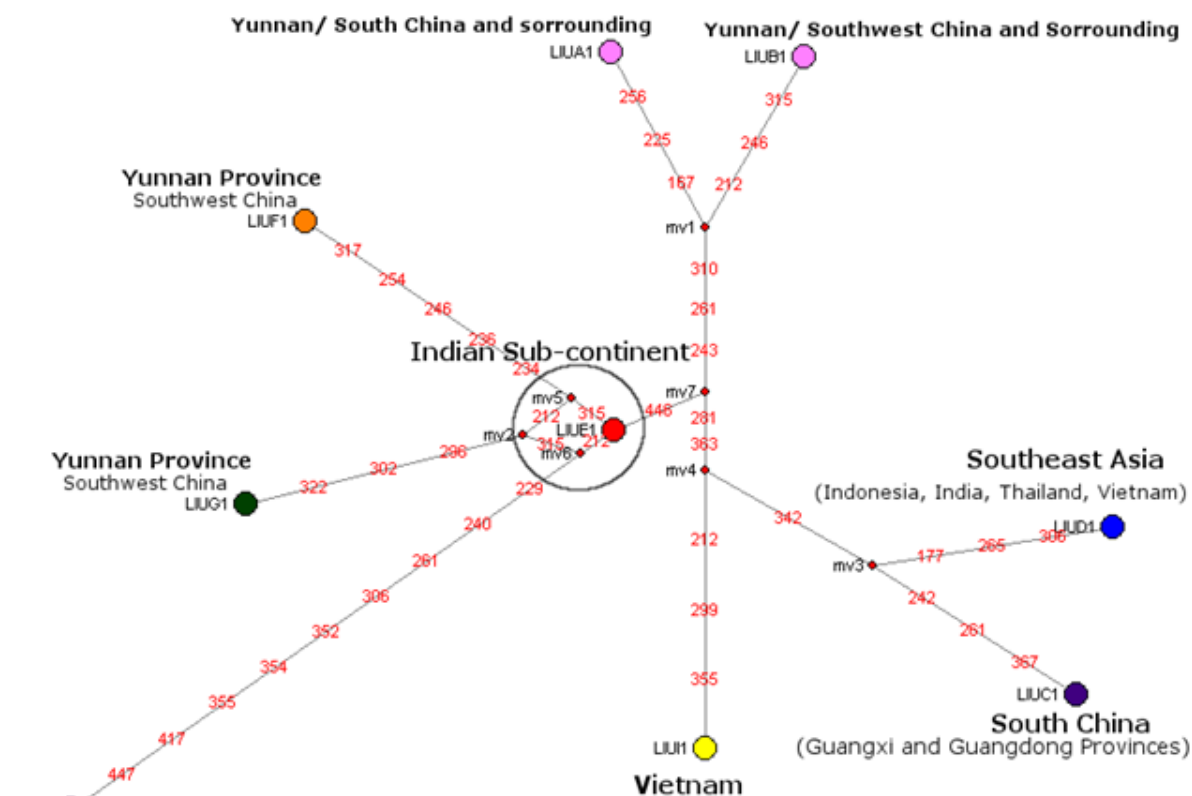 Yunnan/ South China and sorrounding
Yunnan/ Southwest China and Sorrounding
LIUA1
LIUB1
256
315
225
246
167
212
Yunnan Province
Southwest China
LIUF1
mv1
317
310
254
246
261
236
Indian Sub-continent
243
234
mv7
mv5
446
212
315
281
LIUE1
mv2
315
212
363
296
mv6
mv4
302
Yunnan Province
Southwest China
322
LIUG1
229
Southeast Asia
(Indonesia, India, Thailand, Vietnam)
342
240
LIUD1
306
212
265
177
261
mv3
306
242
299
352
261
354
367
355
355
LIUC1
417
South China
(Guangxi and Guangdong Provinces)
LIUI1
447
Vietnam